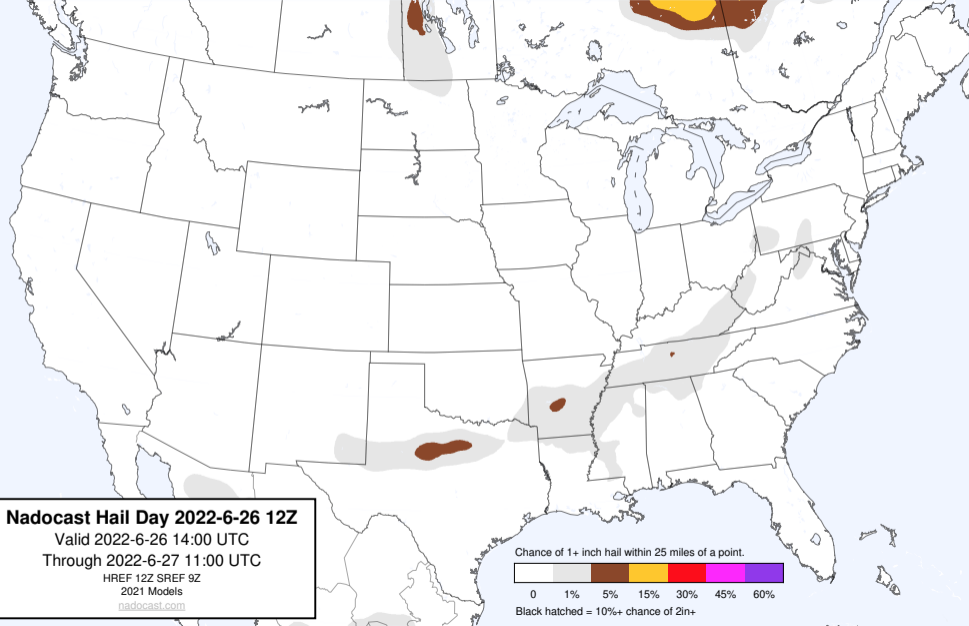 Nadocast Hail Day 2022-6-26 12Z
Valid 2022-6-26 14:00 UTC
Through 2022-6-27 11:00 UTC
HREF 12Z SREF 9Z
2021 Models
nadocast.com
Chance of 1+ inch hail within 25 miles of a point.
0 1% 5% 15% 30% 45% 60%
Black hatched = 10%+ chance of 2in+